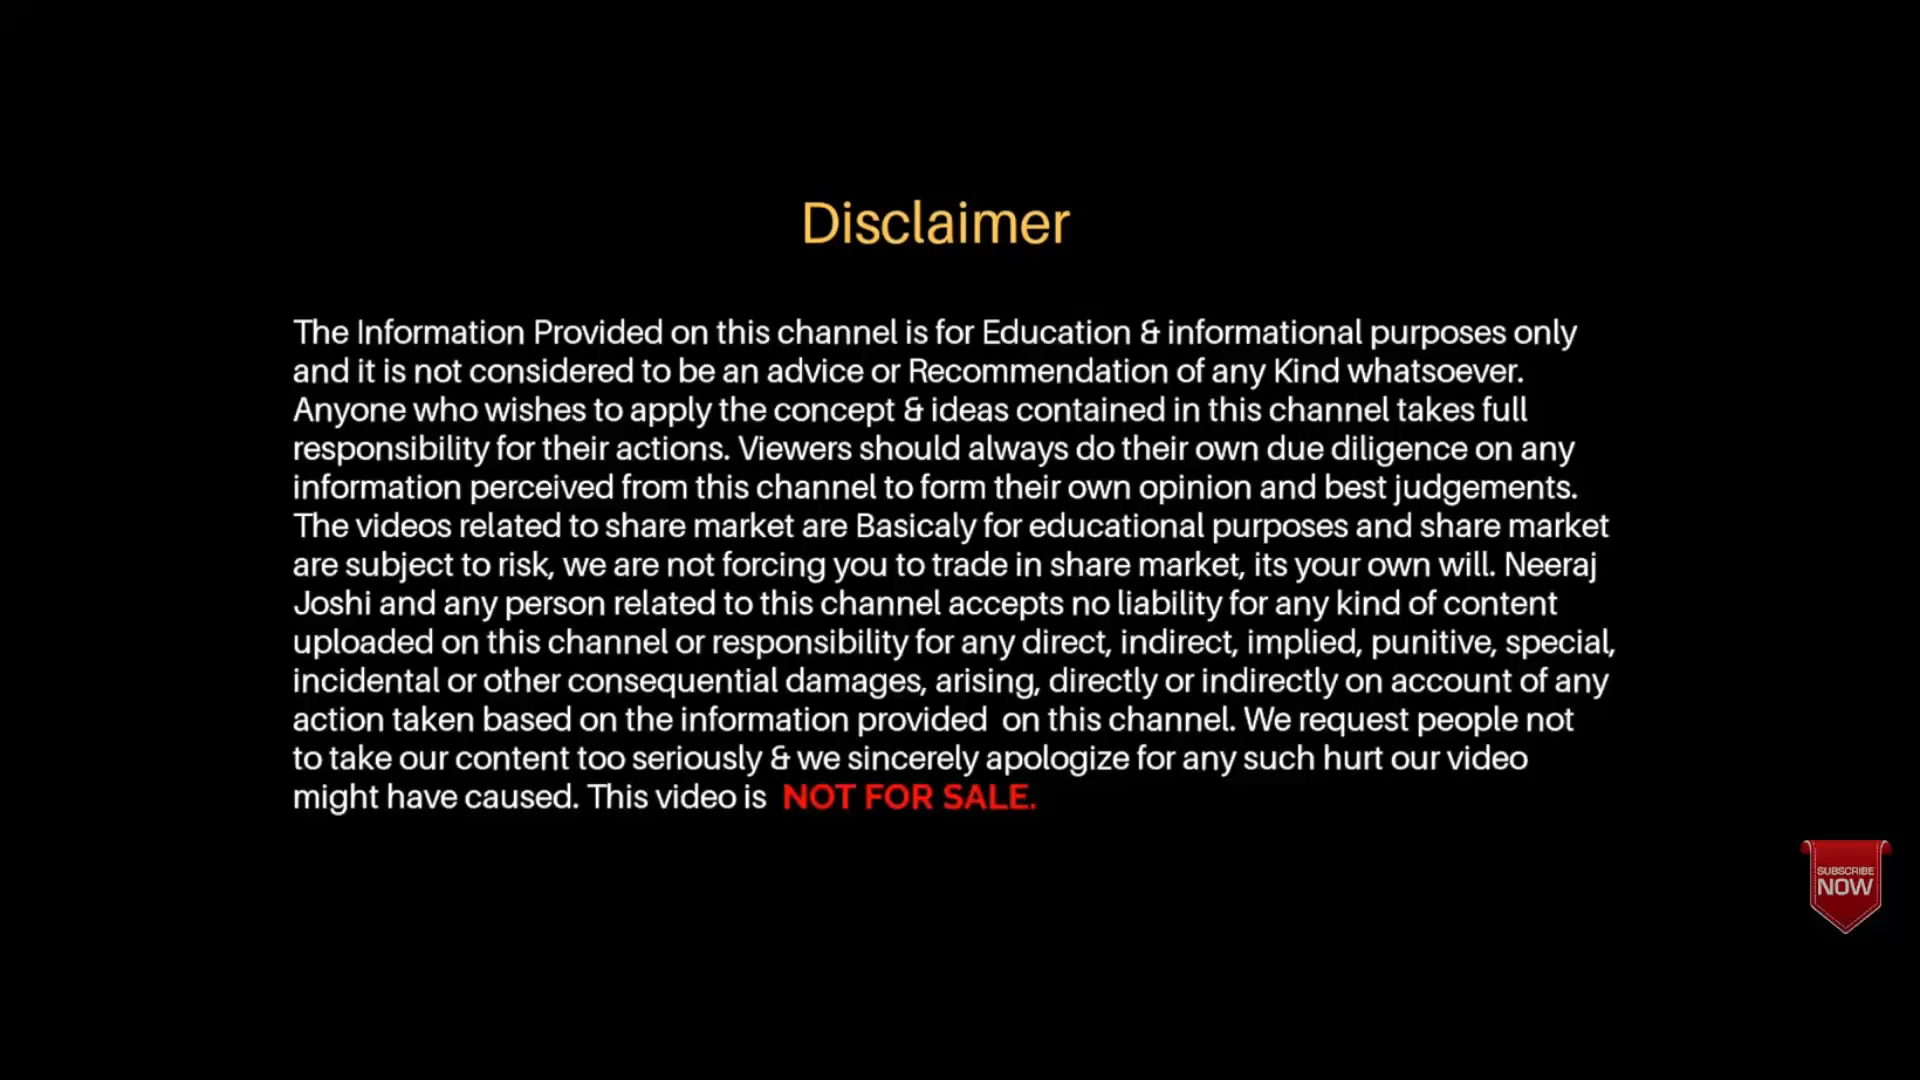 Disclaimer
The Information Provided on this channel is for Education & informational purposes only
and it is not considered to be an advice or Recommendation of any Kind whatsoever.
Anyone who wishes to apply the concept & ideas contained in this channel takes full
responsibility for their actions. Viewers should always do their own due diligence on any
information perceived from this channel to form their own opinion and best judgements.
The videos related to share market are Basicaly for educational purposes and share market
are subject to risk, we are not forcing you to trade in share market, its your own will. Neeraj
Joshi and any person related to this channel accepts no liability for any kind of content
uploaded on this channel or responsibility for any direct, indirect, implied, punitive, special,
incidental or other consequential damages, arising, directly or indirectly on account of any
action taken based on the information provided  on this channel. We request people not
to take our content too seriously & we sincerely apologize for any such hurt our video
might have caused. This video is  NOT FOR SALE.
SUBSCRIBE
NOW